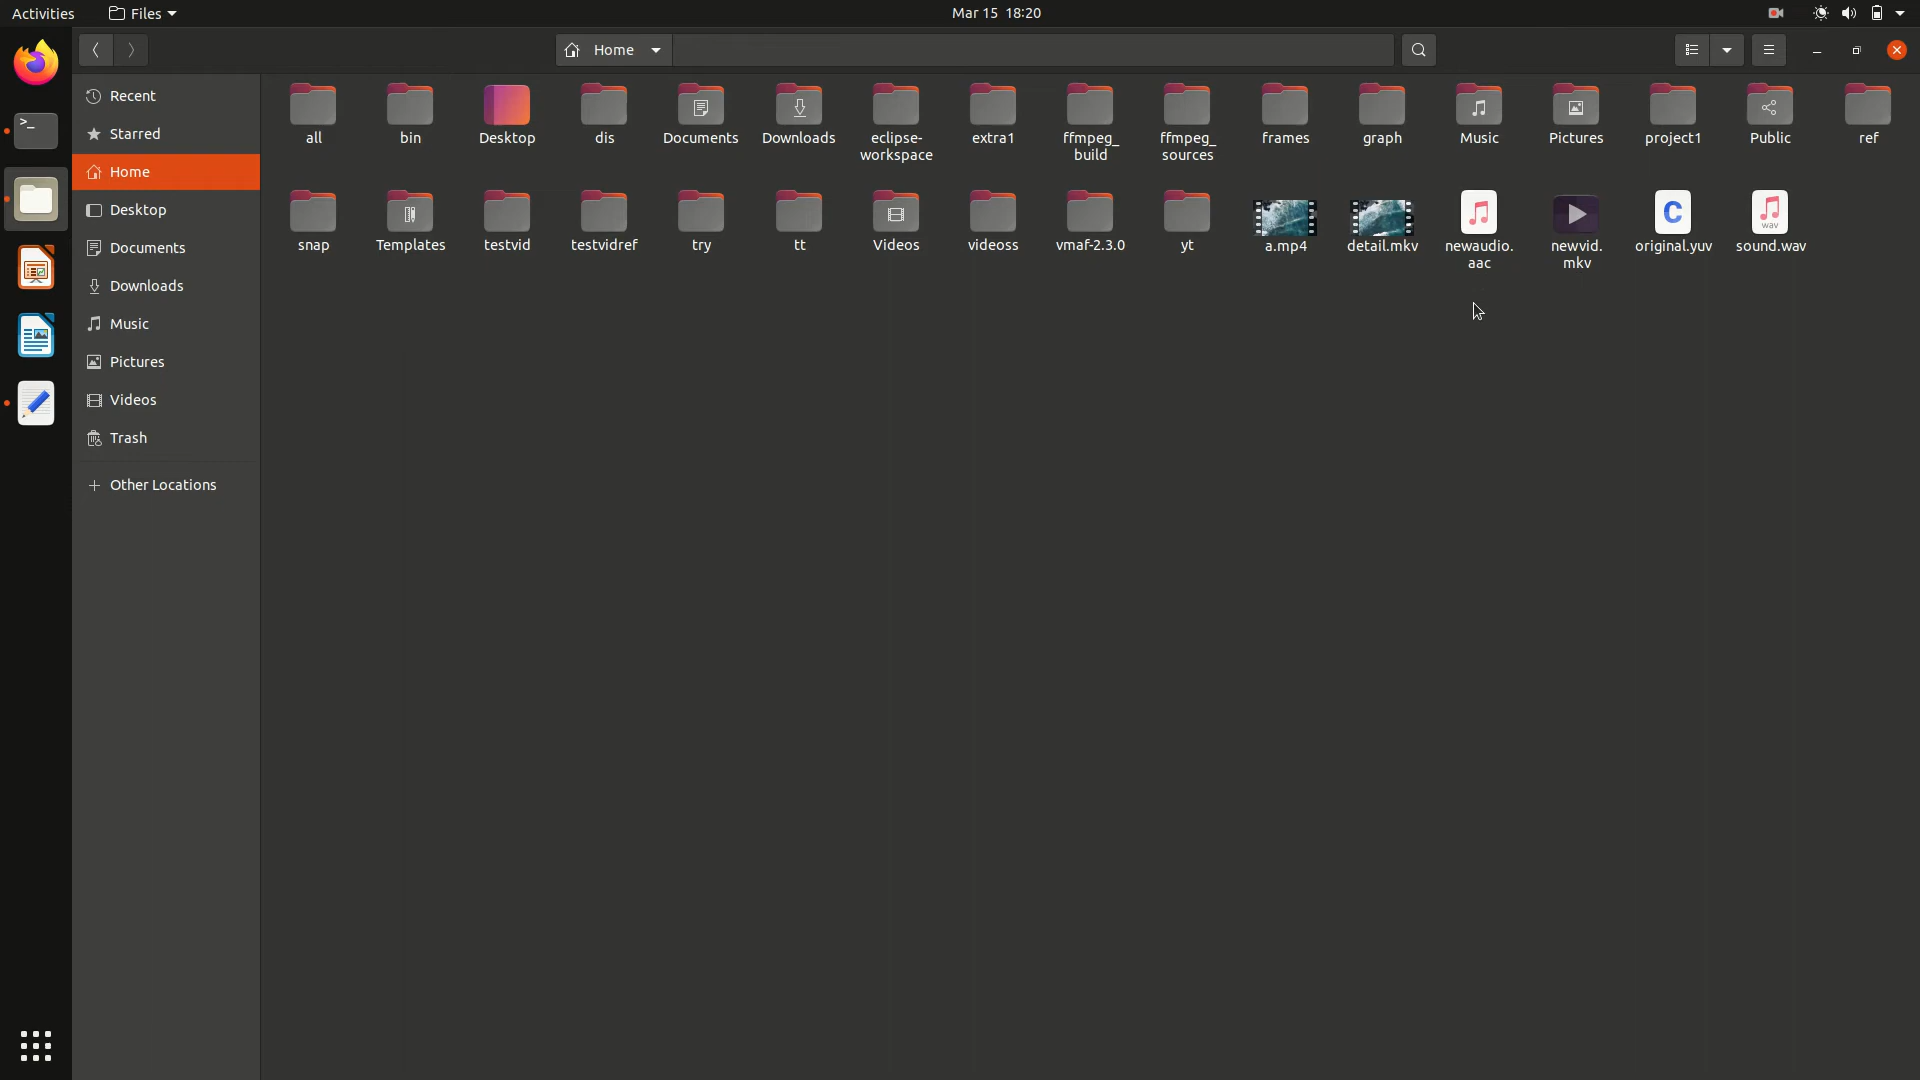 Activities
Files
Mar 15 18:20
Home
Recent
Starred
Home
Desktop
Documents
Downloads
Music
Pictures
Videos
Trash
Other Locations
all
bin
Desktop
dis
Documents
Downloads
eclipse-
workspace
extra1
ffmpeg_
build
ffmpeg_
sources
frames
graph
Music
Pictures
project1
Public
ref
snap
Templates
testvid
testvidref
try
tt
Videos
videoss
vmaf-2.3.0
yt
a.mp4
detail.mkv
newaudio.
aac
newvid.
mkv
C
original.yuv
wav
sound.wav